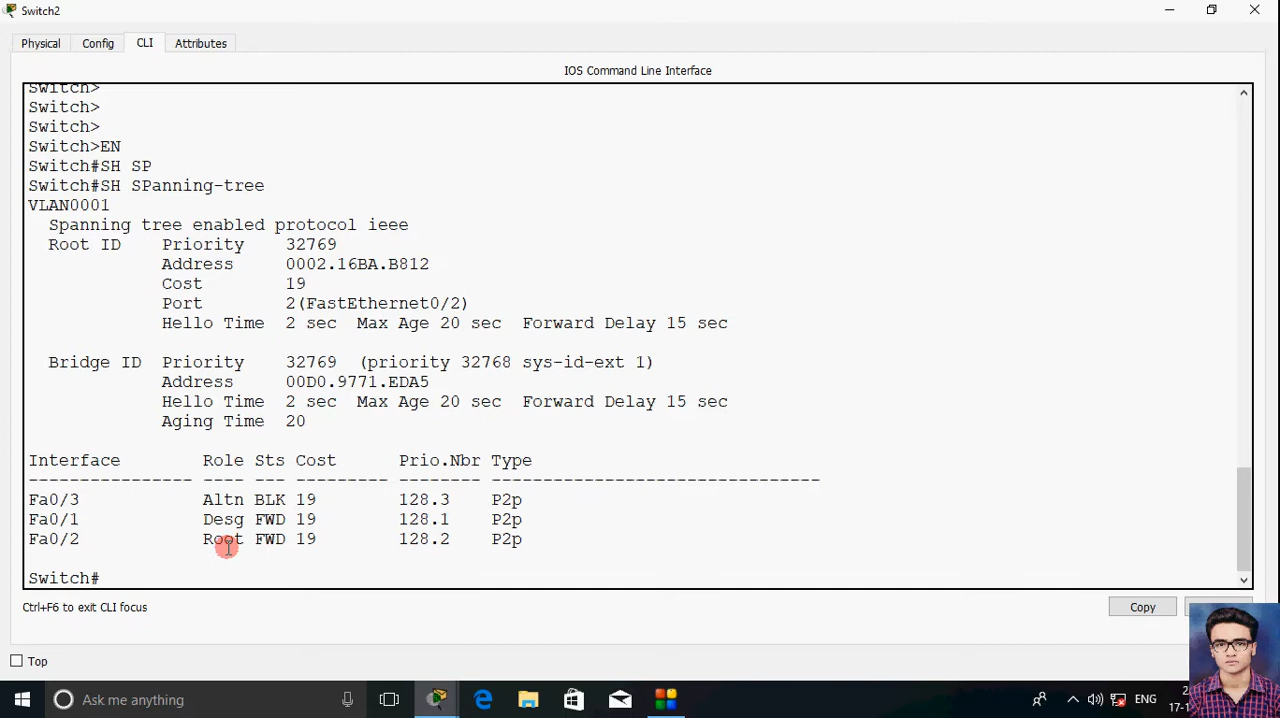 Switch2
Physical Config CLI Attributes
IOS Command Line Interface
Switch>
Switch>
Switch>
Switch>EN
Switch#SH SP
Switch#SH SPanning-tree
VLAN0001
Spanning tree enabled protocol ieee
Root ID Priority 32769
Address 0002.16BA.B812
Cost 19
Port 2(FastEthernet0/2)
Hello Time 2 sec Max Age 20 sec Forward Delay 15 sec
Bridge ID Priority 32769 (priority 32768 sys-id-ext 1)
Address 00D0.9771.EDA5
Hello Time 2 sec Max Age 20 sec Forward Delay 15 sec
Aging Time 20
Interface Role Sts Cost Prio.Nbr Type
---------------- ---- --- --------- -------- --------------------------------
Fa0/3 Altn BLK 19 128.3 P2p
Fa0/1 Desg FWD 19 128.1 P2p
Fa0/2 Root FWD 19 128.2 P2p
Switch#
Ctrl+F6 to exit CLI focus
Copy
Top
Ask me anything
ENG